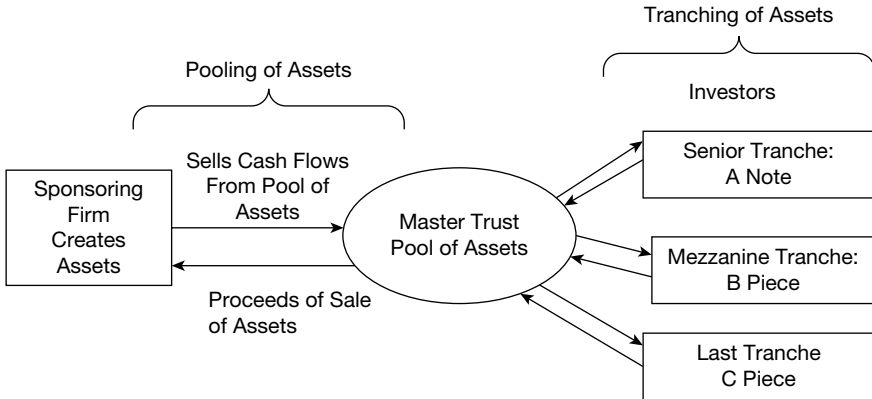 Tranching of Assets
Pooling of Assets
Investors
Sells Cash Flows
From Pool of
Assets
Sponsoring
Firm
Creates
Assets
Master Trust
Pool of Assets
Proceeds of Sale
of Assets
Senior Tranche:
A Note
Mezzanine Tranche:
B Piece
Last Tranche
C Piece